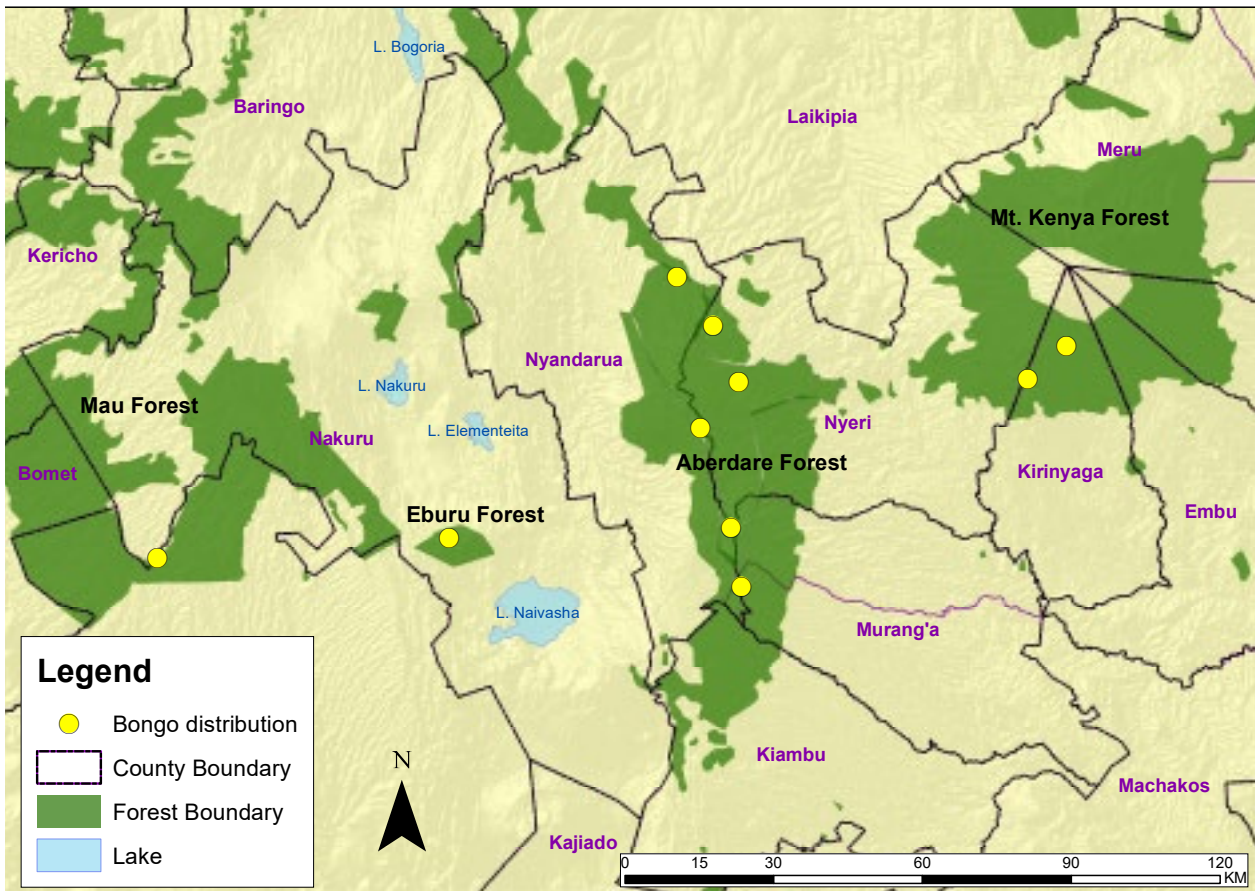 L. Bogoria
Baringo
Laikipia
Meru
Mt. Kenya Forest
Kericho
Nyandarua
L. Nakuru
Mau Forest
L. Elementeita
Nakuru
Nyeri
Aberdare Forest
Bomet
Kirinyaga
Embu
Eburu Forest
L. Naivasha
Murang'a
Kiambu
Machakos
Kajiado
Legend
Bongo distribution
County Boundary
Forest Boundary
Lake
N
0 15 30 60 90 120
KM